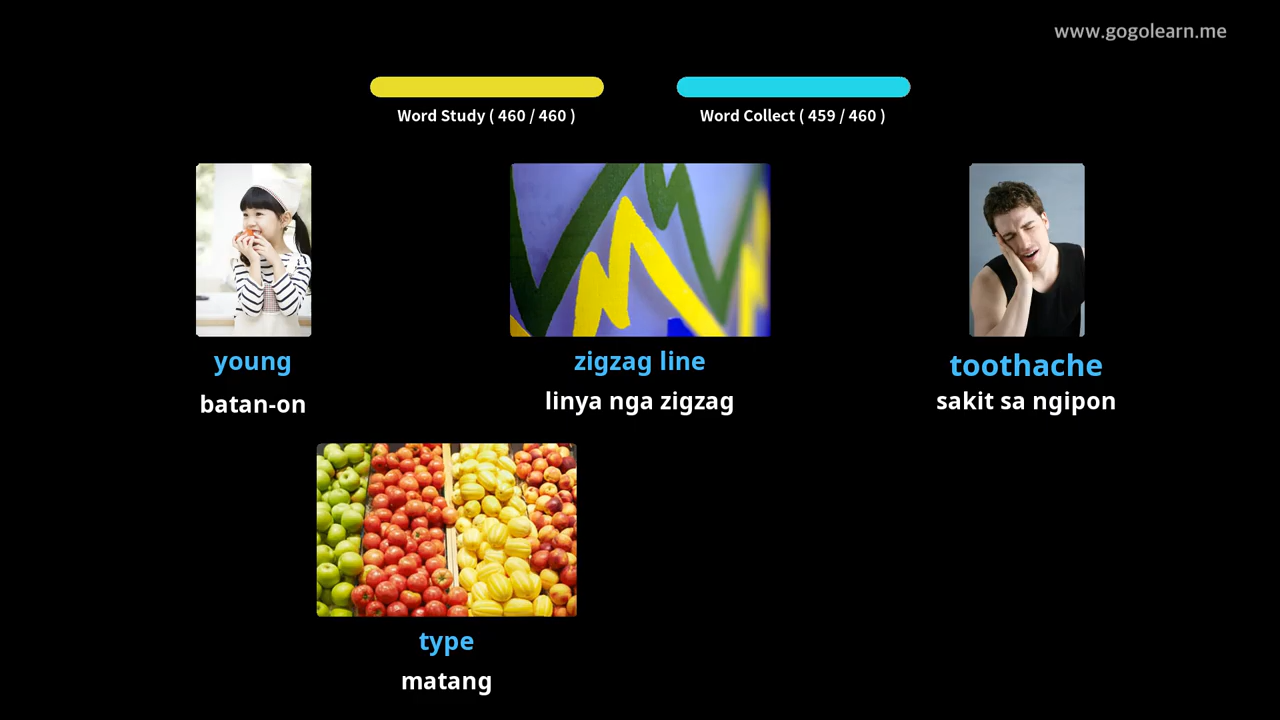 www.gogolearn.me
Word Study ( 460 / 460 )
Word Collect ( 459 / 460 )
young
batan-on
zigzag line
linya nga zigzag
toothache
sakit sa ngipon
type
matang